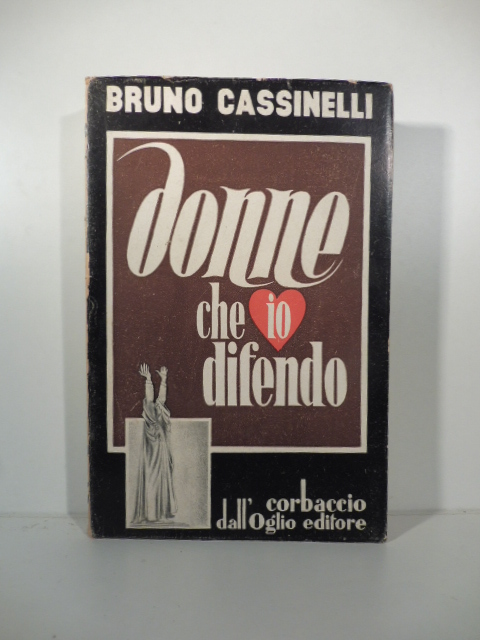 BRUNO CASSINELLI
donne
che io
difendo
corbaccio
dall'Oglio editore